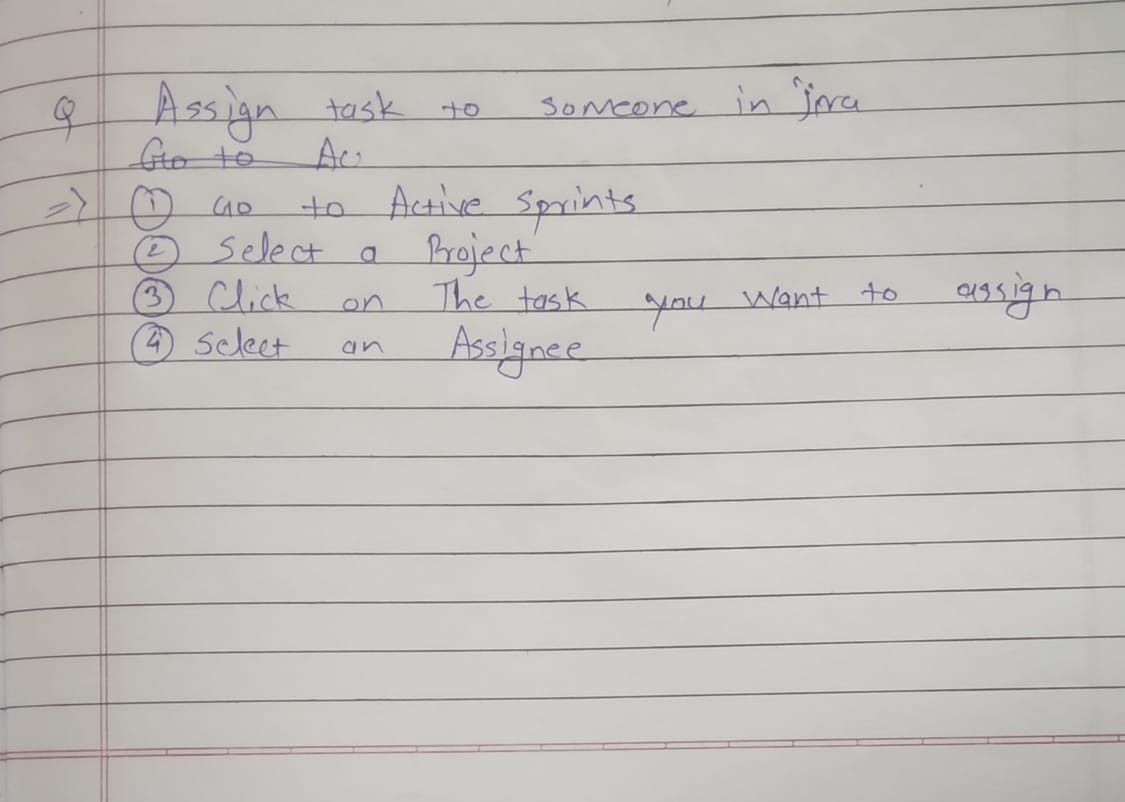 Q Assign task to someone in jira
Go to Ac
=> ① Go to Active Sprints
② Select a Project
③ Click on The task you want to assign
④ Select an Assignee